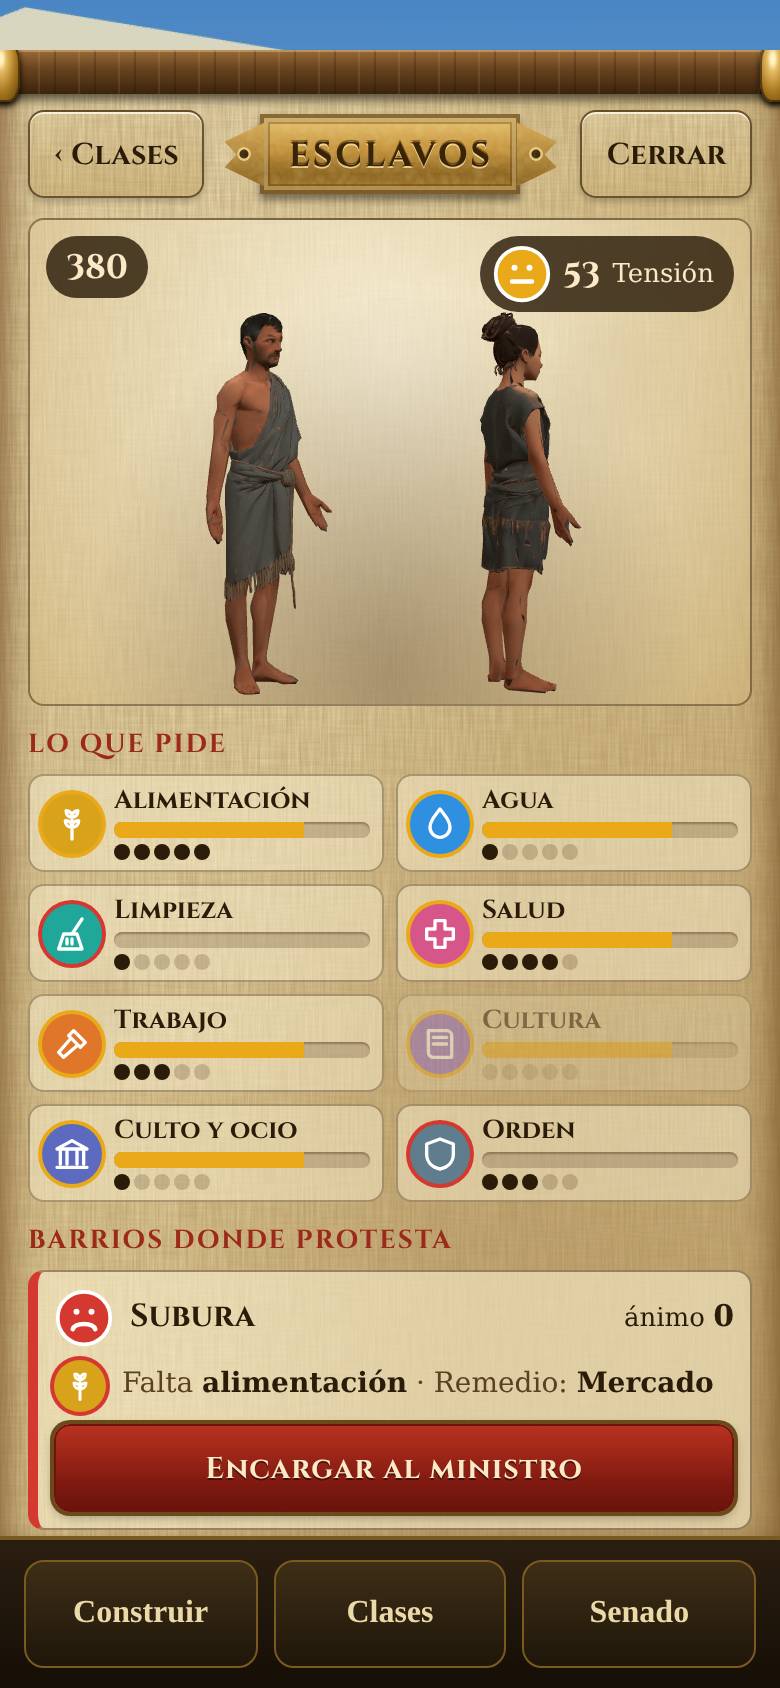 ‹ Clases
ESCLAVOS
Cerrar
380
53 Tensión
LO QUE PIDE
Alimentación
Agua
Limpieza
Salud
Trabajo
Cultura
Culto y ocio
Orden
BARRIOS DONDE PROTESTA
Subura
ánimo 0
Falta alimentación · Remedio: Mercado
Encargar al ministro
Construir
Clases
Senado